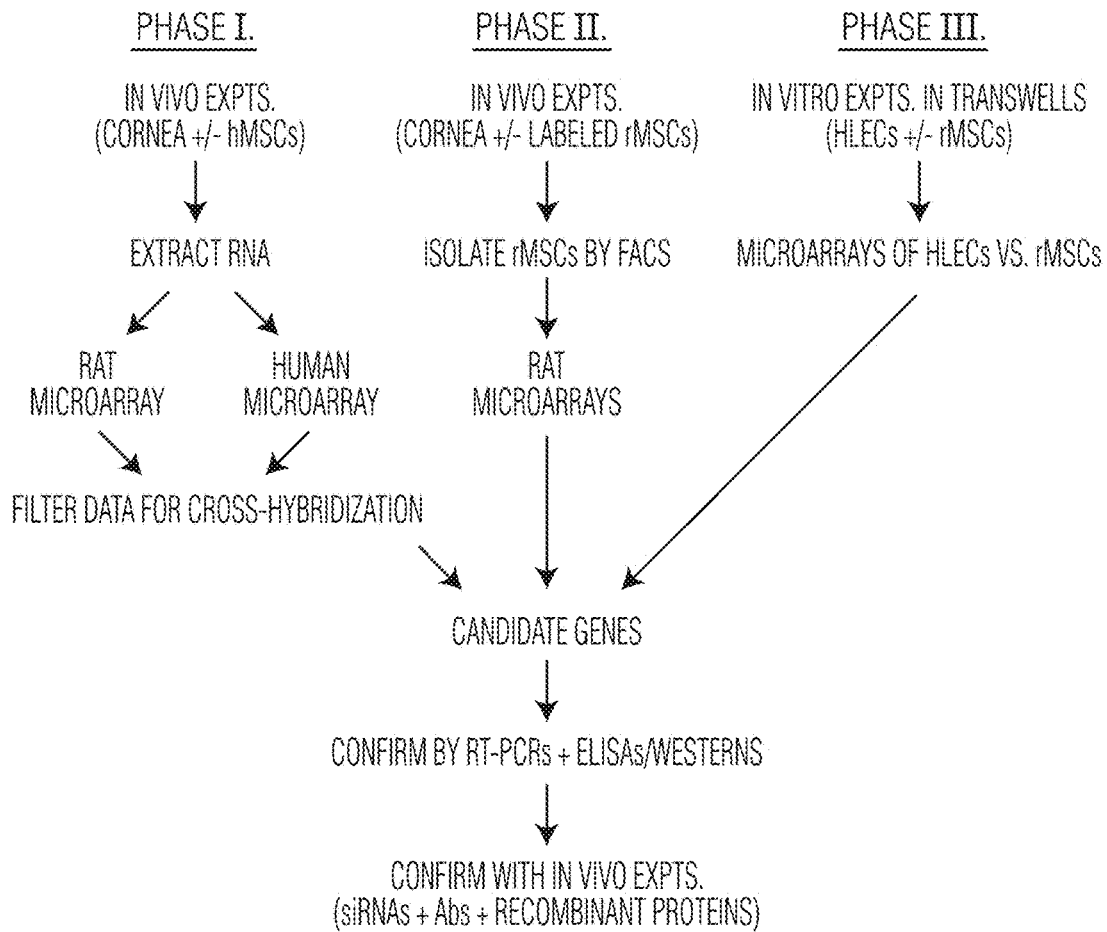 PHASE I.
IN VIVO EXPTS.
(CORNEA +/- hMSCs)
EXTRACT RNA
RAT
MICROARRAY
HUMAN
MICROARRAY
FILTER DATA FOR CROSS-HYBRIDIZATION
PHASE II.
IN VIVO EXPTS.
(CORNEA +/- LABELED rMSCs)
ISOLATE rMSCs BY FACS
RAT
MICROARRAYS
PHASE III.
IN VITRO EXPTS. IN TRANSWELLS
(HLECs +/- rMSCs)
MICROARRAYS OF HLECs VS. rMSCs
CANDIDATE GENES
CONFIRM BY RT-PCRs + ELISAs/WESTERNS
CONFIRM WITH IN VIVO EXPTS.
(siRNAs + Abs + RECOMBINANT PROTEINS)